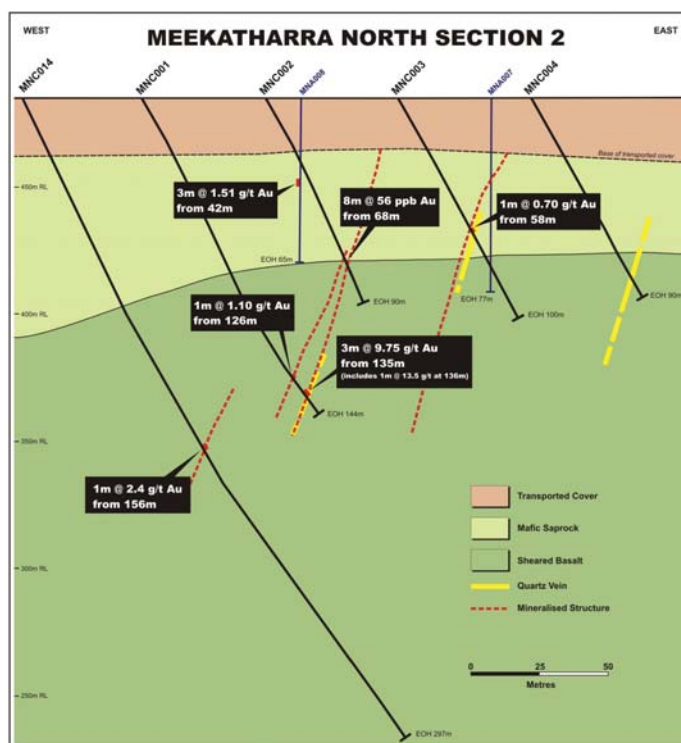 WEST
MEEKATHARRA NORTH SECTION 2
EAST
MNC014
MNC001
MNC002
MNA008
MNC003
MNA007
MNC004
Base of transported cover
450m RL
3m @ 1.51 g/t Au
from 42m
8m @ 56 ppb Au
from 68m
1m @ 0.70 g/t Au
from 58m
EOH 65m
EOH 90m
EOH 77m
EOH 90m
400m RL
EOH 100m
1m @ 1.10 g/t Au
from 126m
3m @ 9.75 g/t Au
from 135m
(includes 1m @ 13.5 g/t at 136m)
EOH 144m
350m RL
1m @ 2.4 g/t Au
from 156m
Transported Cover
Mafic Saprock
Sheared Basalt
Quartz Vein
Mineralised Structure
300m RL
0 25 50
Metres
250m RL
EOH 297m